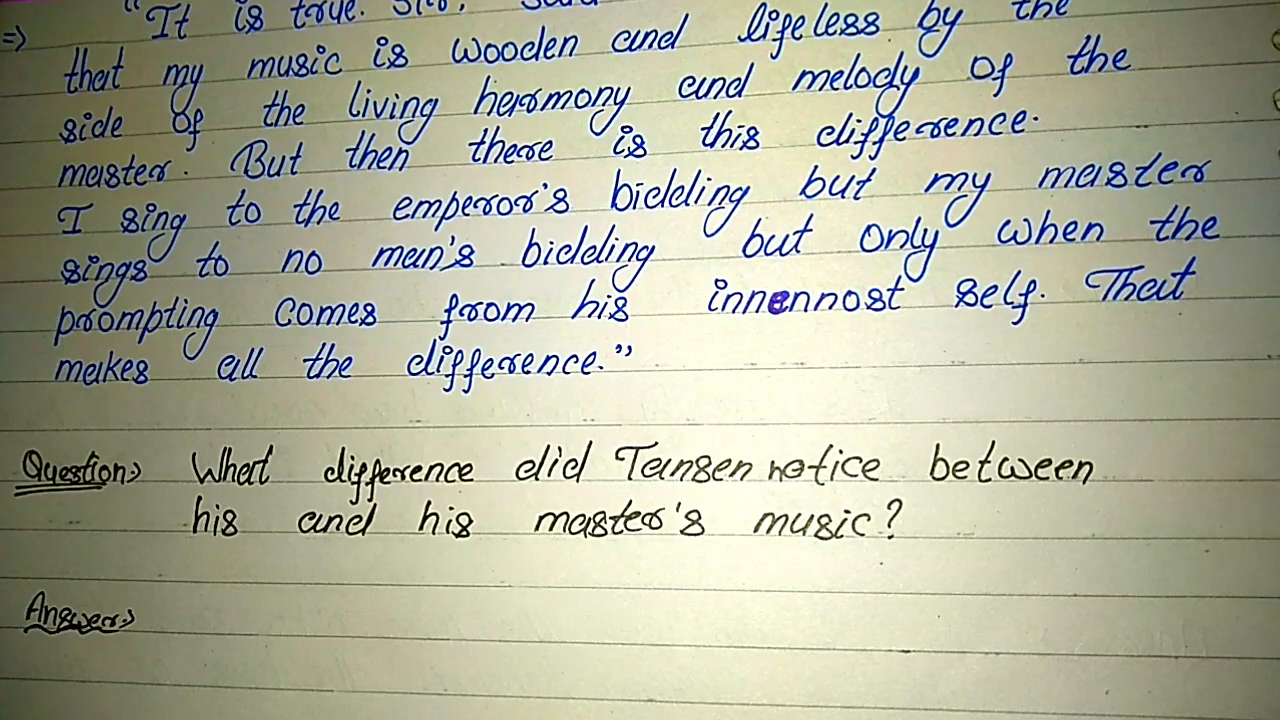 ⇒ "It is true. Sir,
that my music is wooden and lifeless by the
side of the living harmony and melody of the
master. But then there is this difference.
I sing to the emperor's bidding but my master
sings to no man's bidding but only when the
prompting comes from his innennost self. That
makes all the difference."
Question⇒ What difference did Tansen notice between
his and his master's music?
Answer⇒